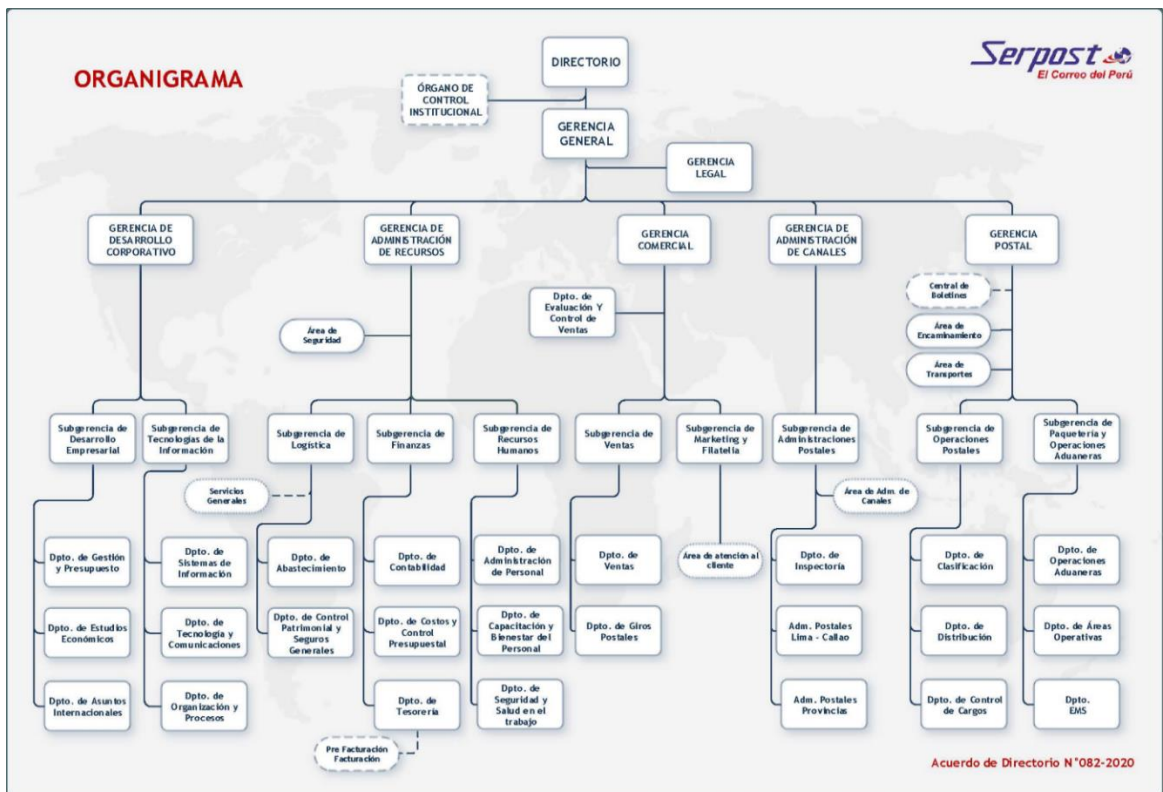 ORGANIGRAMA
Serpost
El Correo del Perú
DIRECTORIO
ÓRGANO DE
CONTROL
INSTITUCIONAL
GERENCIA
GENERAL
GERENCIA
LEGAL
GERENCIA DE
DESARROLLO
CORPORATIVO
GERENCIA DE
ADMINISTRACIÓN
DE RECURSOS
GERENCIA
COMERCIAL
GERENCIA DE
ADMINISTRACIÓN
DE CANALES
GERENCIA
POSTAL
Central de
Boletines
Dpto. de
Evaluación Y
Control de
Ventas
Área de
Seguridad
Área de
Encaminamiento
Área de
Transportes
Subgerencia de
Desarrollo
Empresarial
Subgerencia de
Tecnologías de la
Información
Subgerencia de
Logística
Subgerencia de
Finanzas
Subgerencia de
Recursos
Humanos
Subgerencia de
Ventas
Subgerencia de
Marketing y
Filatelia
Subgerencia de
Administraciones
Postales
Subgerencia de
Operaciones
Postales
Subgerencia de
Paquetería y
Operaciones
Aduaneras
Servicios
Generales
Área de Adm. de
Canales
Dpto. de Gestión
y Presupuesto
Dpto. de
Sistemas de
Información
Dpto. de
Abastecimiento
Dpto. de
Contabilidad
Dpto. de
Administración
de Personal
Dpto. de
Ventas
Área de atención al
cliente
Dpto. de
Inspectoría
Dpto. de
Clasificación
Dpto. de
Operaciones
Aduaneras
Dpto. de Estudios
Económicos
Dpto. de
Tecnología y
Comunicaciones
Dpto. de Control
Patrimonial y
Seguros
Generales
Dpto. de Costos y
Control
Presupuestal
Dpto. de
Capacitación y
Bienestar del
Personal
Dpto. de Giros
Postales
Adm. Postales
Lima - Callao
Dpto. de
Distribución
Dpto. de Áreas
Operativas
Dpto. de Asuntos
Internacionales
Dpto. de
Organización y
Procesos
Dpto. de
Tesorería
Dpto. de
Seguridad y
Salud en el
trabajo
Adm. Postales
Provincias
Dpto. de Control
de Cargos
Dpto.
EMS
Pre Facturación
Facturación
Acuerdo de Directorio N°082-2020